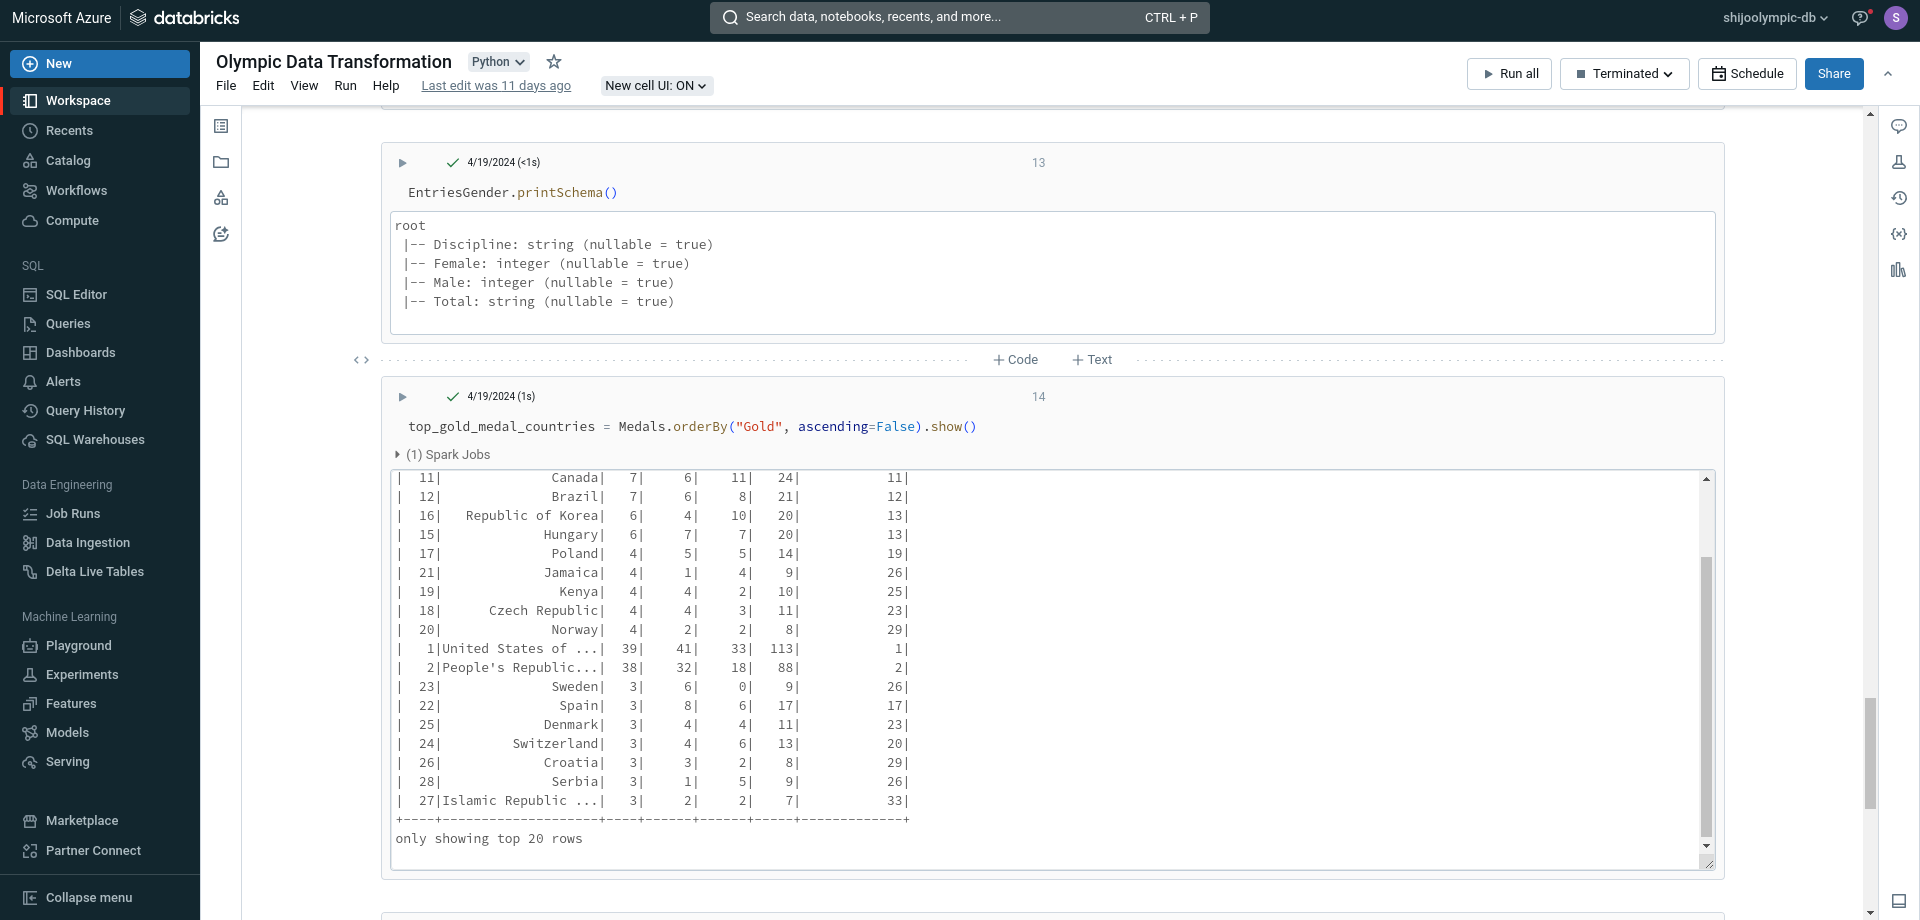 Microsoft Azure databricks Search data, notebooks, recents, and more... CTRL + P shijoolympic-db S
New
Workspace
Recents
Catalog
Workflows
Compute
SQL
SQL Editor
Queries
Dashboards
Alerts
Query History
SQL Warehouses
Data Engineering
Job Runs
Data Ingestion
Delta Live Tables
Machine Learning
Playground
Experiments
Features
Models
Serving
Marketplace
Partner Connect
Collapse menu
Olympic Data Transformation Python
File Edit View Run Help Last edit was 11 days ago New cell UI: ON
Run all Terminated Schedule Share
4/19/2024 (<1s) 13
EntriesGender.printSchema()
root
 |-- Discipline: string (nullable = true)
 |-- Female: integer (nullable = true)
 |-- Male: integer (nullable = true)
 |-- Total: string (nullable = true)
+ Code + Text
4/19/2024 (1s) 14
top_gold_medal_countries = Medals.orderBy("Gold", ascending=False).show()
(1) Spark Jobs
|  11|              Canada|   7|     6|    11|   24|           11|
|  12|              Brazil|   7|     6|     8|   21|           12|
|  16|   Republic of Korea|   6|     4|    10|   20|           13|
|  15|             Hungary|   6|     7|     7|   20|           13|
|  17|              Poland|   4|     5|     5|   14|           19|
|  21|             Jamaica|   4|     1|     4|    9|           26|
|  19|               Kenya|   4|     4|     2|   10|           25|
|  18|      Czech Republic|   4|     4|     3|   11|           23|
|  20|              Norway|   4|     2|     2|    8|           29|
|   1|United States of ...|  39|    41|    33|  113|            1|
|   2|People's Republic...|  38|    32|    18|   88|            2|
|  23|              Sweden|   3|     6|     0|    9|           26|
|  22|               Spain|   3|     8|     6|   17|           17|
|  25|             Denmark|   3|     4|     4|   11|           23|
|  24|         Switzerland|   3|     4|     6|   13|           20|
|  26|             Croatia|   3|     3|     2|    8|           29|
|  28|              Serbia|   3|     1|     5|    9|           26|
|  27|Islamic Republic ...|   3|     2|     2|    7|           33|
+----+--------------------+----+------+------+-----+-------------+
only showing top 20 rows